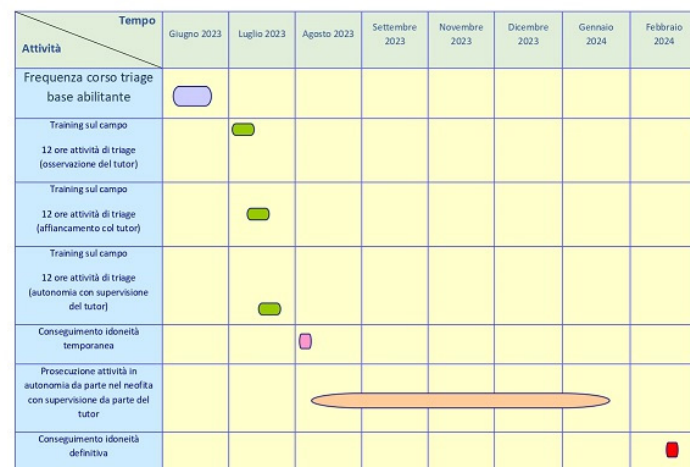 Tempo
Attività
Giugno 2023
Luglio 2023
Agosto 2023
Settembre
2023
Novembre
2023
Dicembre
2023
Gennaio
2024
Febbraio
2024
Frequenza corso triage
base abilitante
Training sul campo
12 ore attività di triage
(osservazione del tutor)
Training sul campo
12 ore attività di triage
(affiancamento col tutor)
Training sul campo
12 ore attività di triage
(autonomia con supervisione
del tutor)
Conseguimento idoneità
temporanea
Prosecuzione attività in
autonomia da parte nel neofita
con supervisione da parte del
tutor
Conseguimento idoneità
definitiva